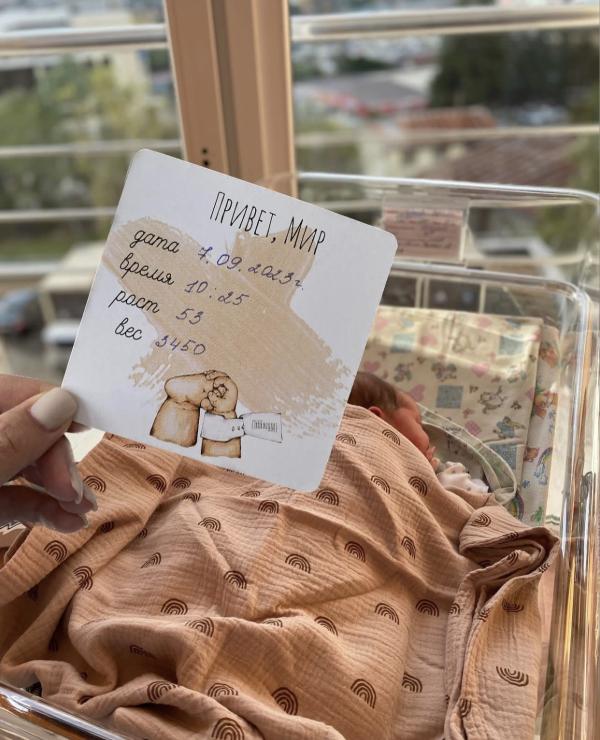 ПРИВЕТ, МИР
дата 7.09.2023г.
время 10:25
рост 53
вес 3450